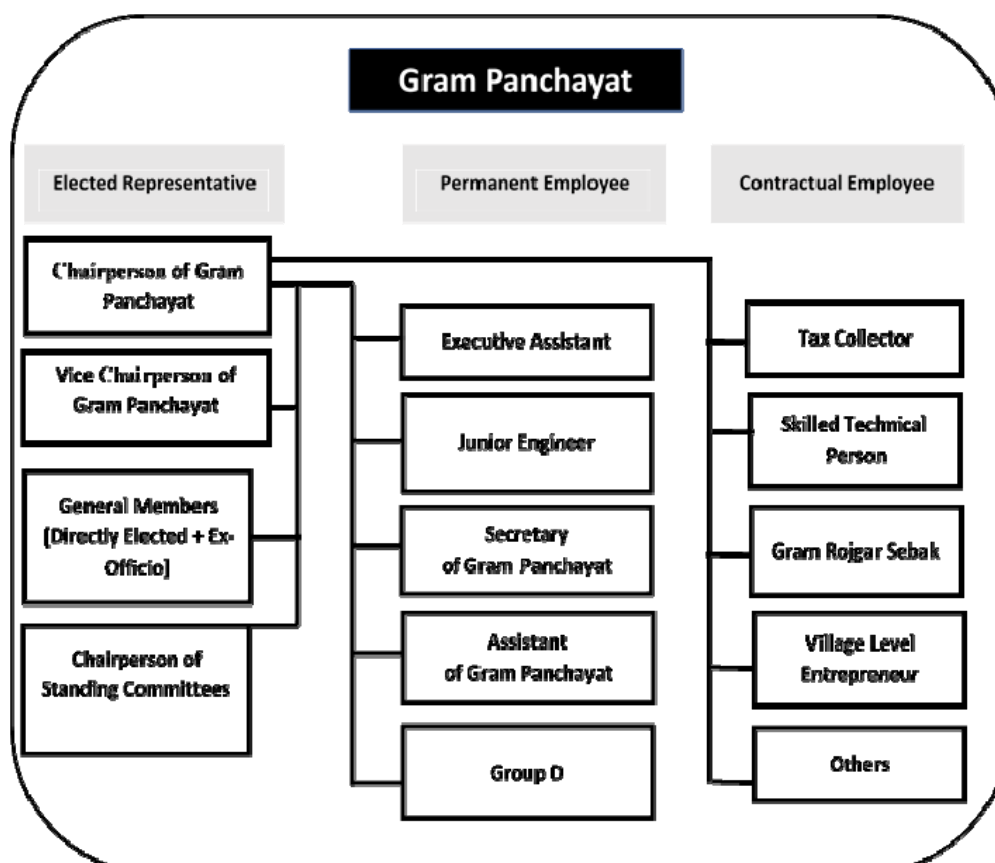 Gram Panchayat
Elected Representative
Permanent Employee
Contractual Employee
Chairperson of Gram
Panchayat
Vice Chairperson of
Gram Panchayat
General Members
[Directly Elected + Ex-
Officio]
Chairperson of
Standing Committees
Executive Assistant
Junior Engineer
Secretary
of Gram Panchayat
Assistant
of Gram Panchayat
Group D
Tax Collector
Skilled Technical
Person
Gram Rojgar Sebak
Village Level
Entrepreneur
Others